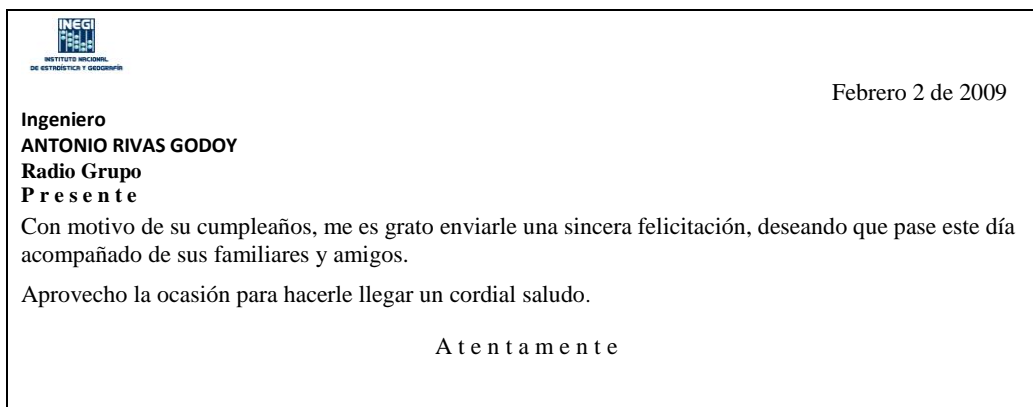 INEGI
INSTITUTO NACIONAL
DE ESTADÍSTICA Y GEOGRAFÍA
Febrero 2 de 2009
Ingeniero
ANTONIO RIVAS GODOY
Radio Grupo
P r e s e n t e
Con motivo de su cumpleaños, me es grato enviarle una sincera felicitación, deseando que pase este día
acompañado de sus familiares y amigos.
Aprovecho la ocasión para hacerle llegar un cordial saludo.
A t e n t a m e n t e